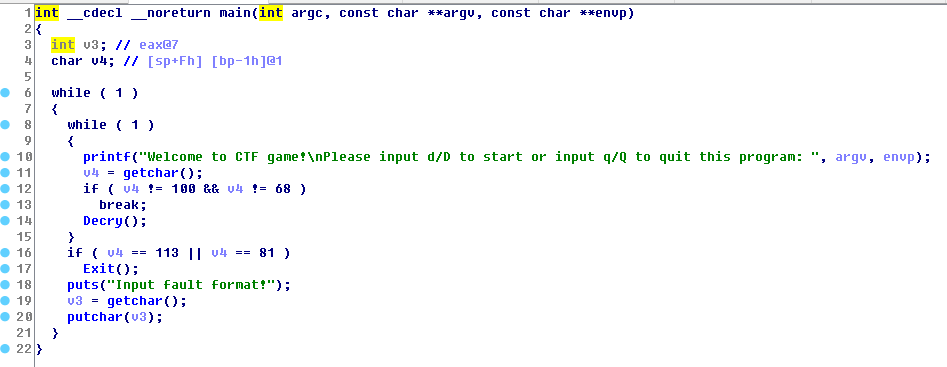 1 int __cdecl __noreturn main(int argc, const char **argv, const char **envp)
2 {
3 int v3; // eax@7
4 char v4; // [sp+Fh] [bp-1h]@1
5
6 while ( 1 )
7 {
8 while ( 1 )
9 {
10 printf("Welcome to CTF game!\nPlease input d/D to start or input q/Q to quit this program: ", argv, envp);
11 v4 = getchar();
12 if ( v4 != 100 && v4 != 68 )
13 break;
14 Decry();
15 }
16 if ( v4 == 113 || v4 == 81 )
17 Exit();
18 puts("Input fault format!");
19 v3 = getchar();
20 putchar(v3);
21 }
22 }